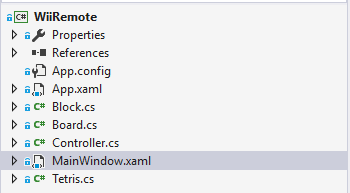 C# WiiRemote
Properties
References
App.config
App.xaml
C# Block.cs
C# Board.cs
C# Controller.cs
MainWindow.xaml
C# Tetris.cs